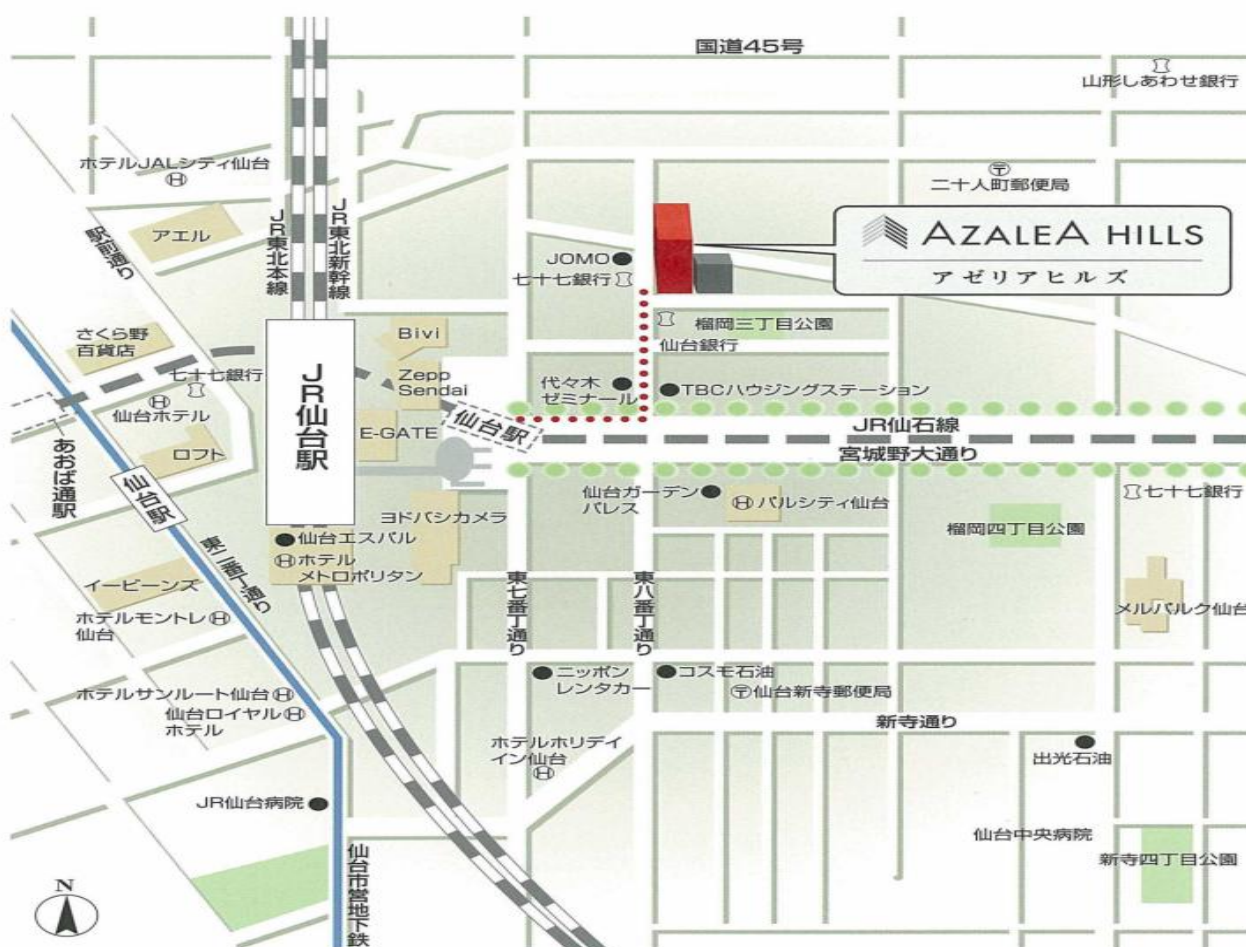 国道45号
山形しあわせ銀行
ホテルJALシティ仙台
二十人町郵便局
アエル
駅前通り
JR東北本線
JR東北新幹線
JOMO
七十七銀行
AZALEA HILLS
アゼリアヒルズ
さくら野
百貨店
七十七銀行
仙台ホテル
Bivi
Zepp
Sendai
榴岡三丁目公園
仙台銀行
代々木
ゼミナール
TBCハウジングステーション
JR仙台駅
E-GATE
仙台駅
JR仙石線
宮城野大通り
あおば通駅
ロフト
仙台駅
ヨドバシカメラ
仙台ガーデン
パレス
パルシティ仙台
七十七銀行
榴岡四丁目公園
仙台エスパル
ホテル
メトロポリタン
東二番丁通り
イービーンズ
ホテルモントレ
仙台
東七番丁通り
東八番丁通り
メルパルク仙台
ニッポン
レンタカー
コスモ石油
仙台新寺郵便局
ホテルサンルート仙台
仙台ロイヤル
ホテル
新寺通り
ホテルホリデイ
イン仙台
出光石油
JR仙台病院
仙台中央病院
新寺四丁目公園
仙台市営地下鉄
N